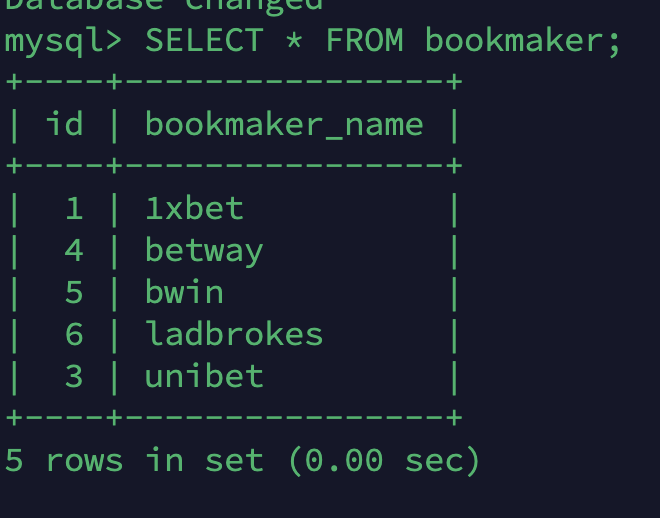 Database changed
mysql> SELECT * FROM bookmaker;
+----+----------------+
| id | bookmaker_name |
+----+----------------+
|  1 | 1xbet          |
|  4 | betway         |
|  5 | bwin           |
|  6 | ladbrokes      |
|  3 | unibet         |
+----+----------------+
5 rows in set (0.00 sec)